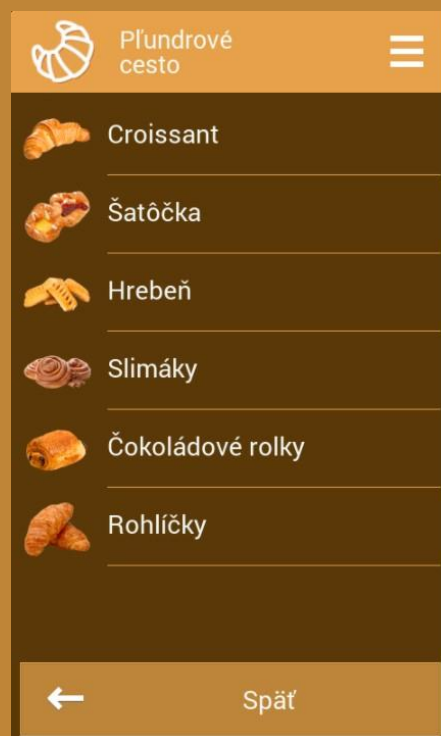 Pľundrové
cesto
Croissant
Šatôčka
Hrebeň
Slimáky
Čokoládové rolky
Rohlíčky
Späť